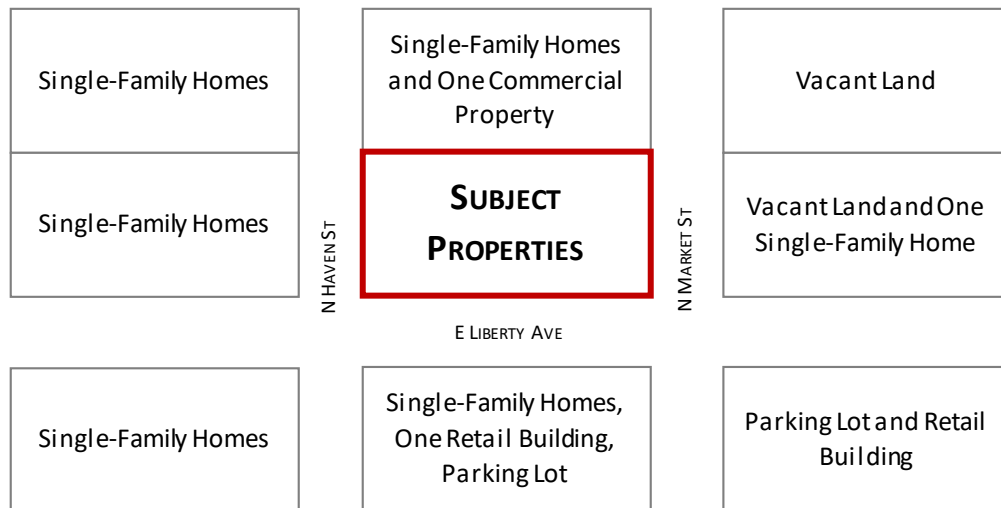 Single-Family Homes
Single-Family Homes
and One Commercial
Property
Vacant Land
Single-Family Homes
N HAVEN ST
SUBJECT
PROPERTIES
N MARKET ST
Vacant Land and One
Single-Family Home
E LIBERTY AVE
Single-Family Homes
Single-Family Homes,
One Retail Building,
Parking Lot
Parking Lot and Retail
Building